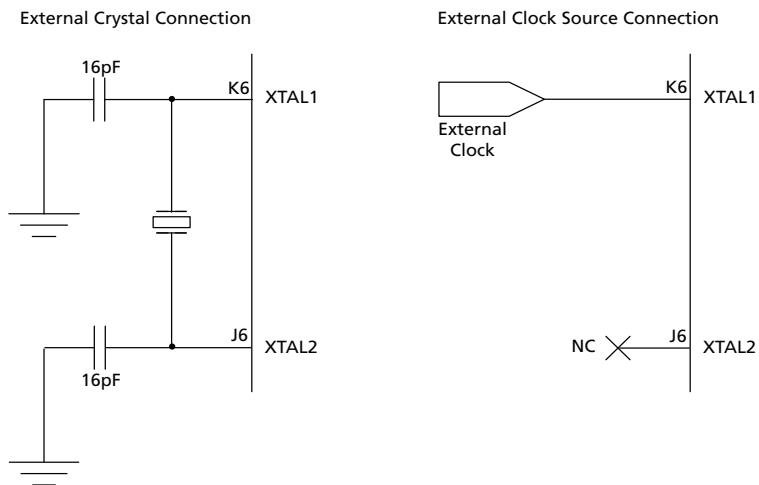 External Crystal Connection
16pF
K6
XTAL1
J6
XTAL2
16pF
External Clock Source Connection
K6
XTAL1
External
Clock
NC
J6
XTAL2